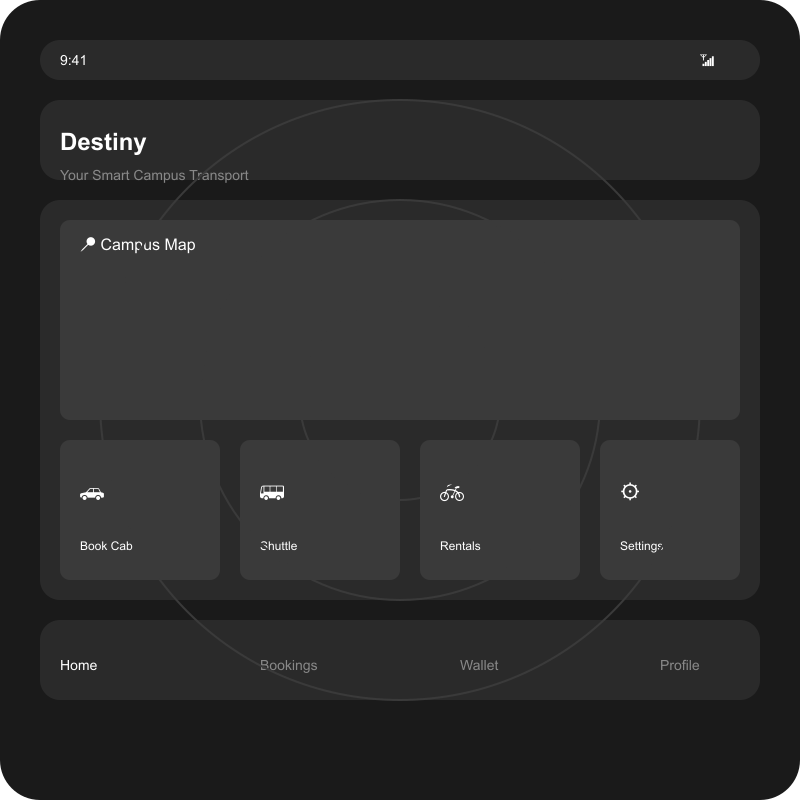 9:41
Destiny
Your Smart Campus Transport
Campus Map
Book Cab
Shuttle
Rentals
Settings
Home
Bookings
Wallet
Profile